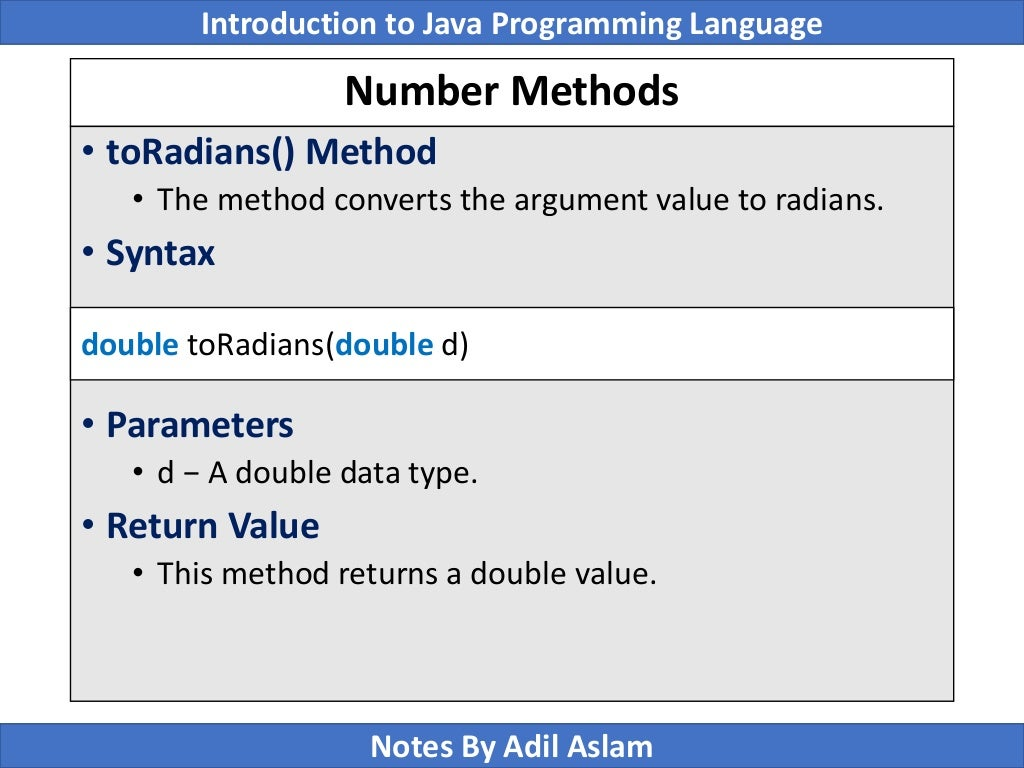 Introduction to Java Programming Language
Number Methods
• toRadians() Method
• The method converts the argument value to radians.
• Syntax
double toRadians(double d)
• Parameters
• d − A double data type.
• Return Value
• This method returns a double value.
Notes By Adil Aslam